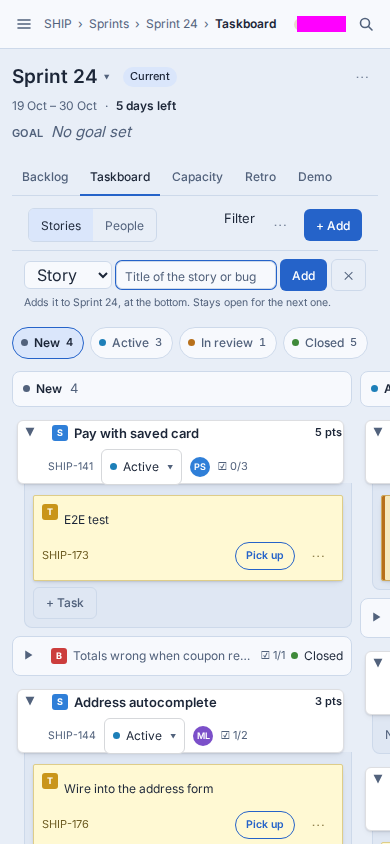 SHIP › Sprints › Sprint 24 › Taskboard
Sprint 24 ▾ Current ...
19 Oct – 30 Oct · 5 days left
GOAL No goal set
Backlog Taskboard Capacity Retro Demo
Stories People Filter ... + Add
Story Title of the story or bug Add ×
Adds it to Sprint 24, at the bottom. Stays open for the next one.
New 4 Active 3 In review 1 Closed 5
New 4
S Pay with saved card 5 pts
SHIP-141 Active ▾ PS ☑ 0/3
T E2E test
SHIP-173 Pick up ...
+ Task
B Totals wrong when coupon re... ☑ 1/1 Closed
S Address autocomplete 3 pts
SHIP-144 Active ▾ ML ☑ 1/2
T Wire into the address form
SHIP-176 Pick up ...